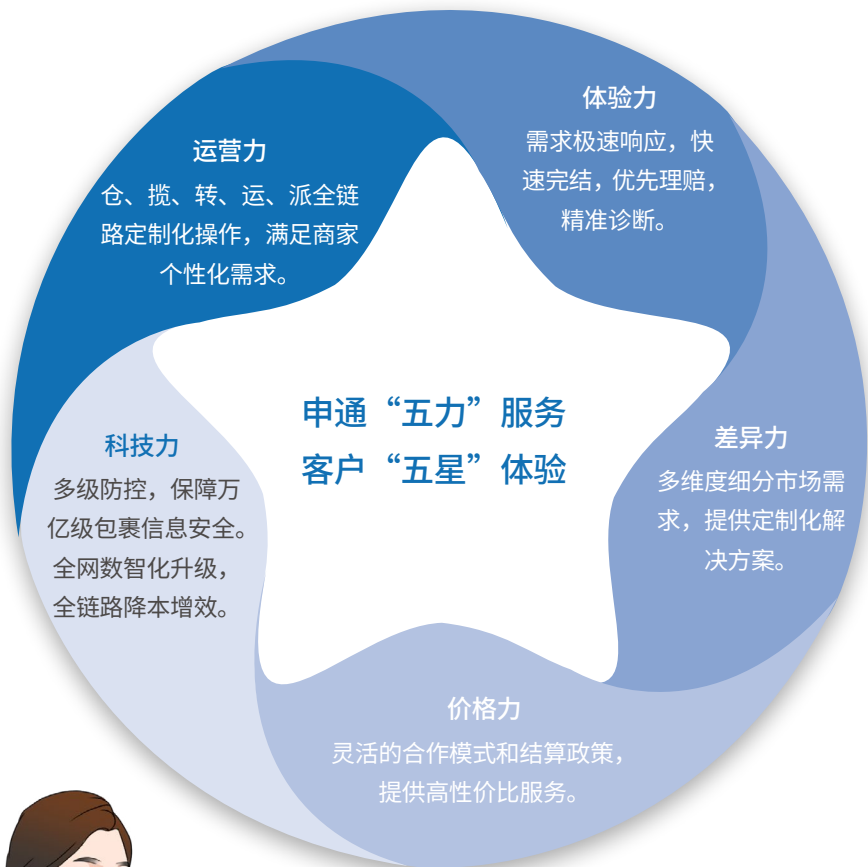 体验力
需求极速响应，快
速完结，优先理赔，
精准诊断。
运营力
仓、揽、转、运、派全链
路定制化操作，满足商家
个性化需求。
申通“五力”服务
客户“五星”体验
差异力
多维度细分市场需
求，提供定制化解
决方案。
科技力
多级防控，保障万
亿级包裹信息安全。
全网数智化升级，
全链路降本增效。
价格力
灵活的合作模式和结算政策，
提供高性价比服务。